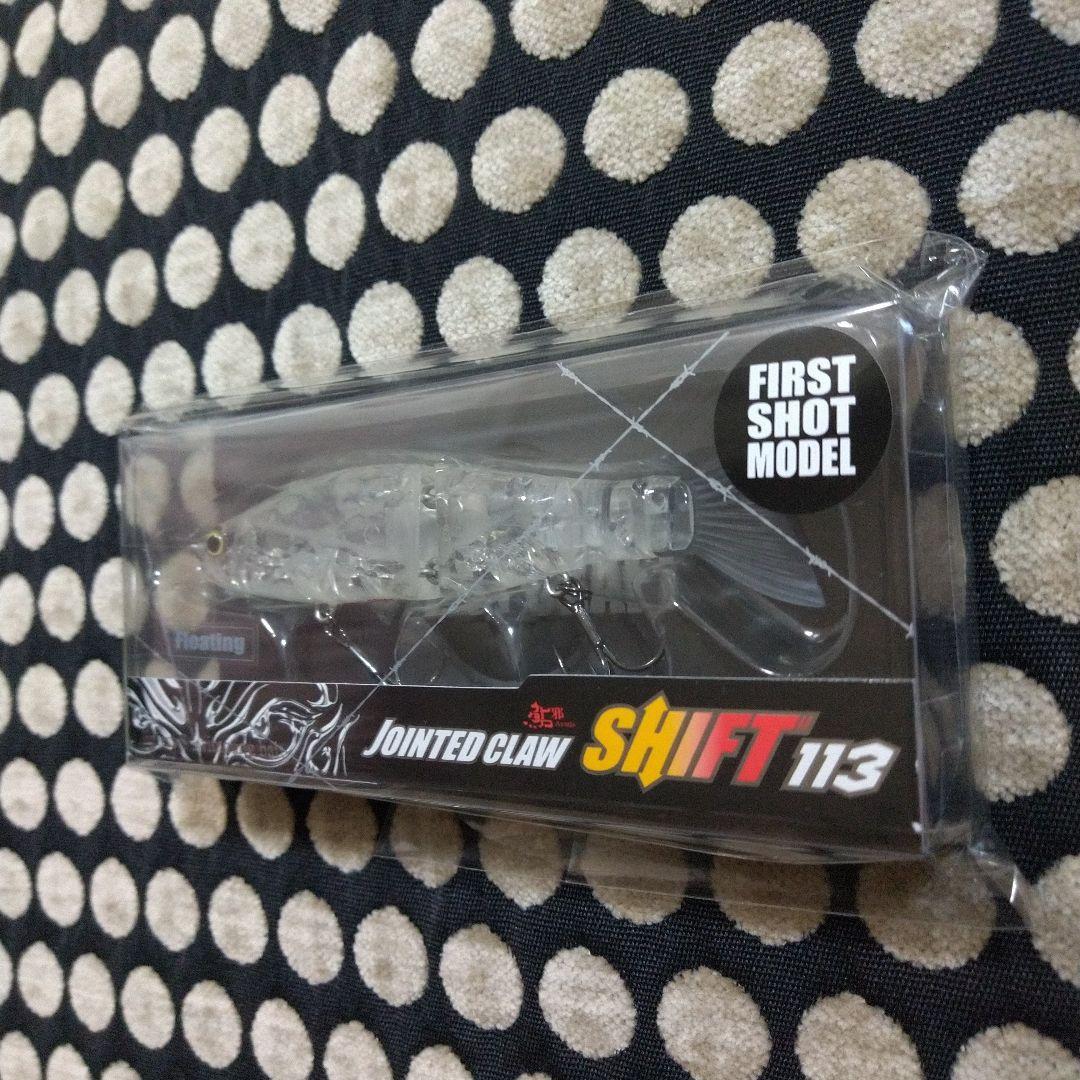 FIRST
SHOT
MODEL
Floating
JOINTED CLAW SHIFT 113